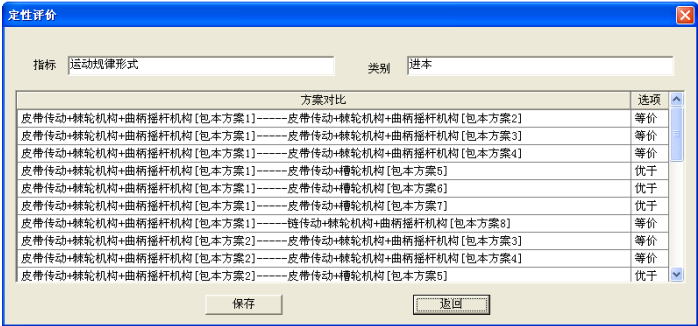 定性评价
指标 运动规律形式 类别 进本
方案对比 选项
皮带传动+棘轮机构+曲柄摇杆机构[包本方案1]-----皮带传动+棘轮机构+曲柄摇杆机构[包本方案2] 等价
皮带传动+棘轮机构+曲柄摇杆机构[包本方案1]-----皮带传动+棘轮机构+曲柄摇杆机构[包本方案3] 等价
皮带传动+棘轮机构+曲柄摇杆机构[包本方案1]-----皮带传动+棘轮机构+曲柄摇杆机构[包本方案4] 等价
皮带传动+棘轮机构+曲柄摇杆机构[包本方案1]-----皮带传动+槽轮机构[包本方案5] 优于
皮带传动+棘轮机构+曲柄摇杆机构[包本方案1]-----皮带传动+槽轮机构[包本方案6] 优于
皮带传动+棘轮机构+曲柄摇杆机构[包本方案1]-----皮带传动+槽轮机构[包本方案7] 优于
皮带传动+棘轮机构+曲柄摇杆机构[包本方案1]-----链传动+棘轮机构+曲柄摇杆机构[包本方案8] 等价
皮带传动+棘轮机构+曲柄摇杆机构[包本方案2]-----皮带传动+棘轮机构+曲柄摇杆机构[包本方案3] 等价
皮带传动+棘轮机构+曲柄摇杆机构[包本方案2]-----皮带传动+棘轮机构+曲柄摇杆机构[包本方案4] 等价
皮带传动+棘轮机构+曲柄摇杆机构[包本方案2]-----皮带传动+槽轮机构[包本方案5] 优于
保存 返回